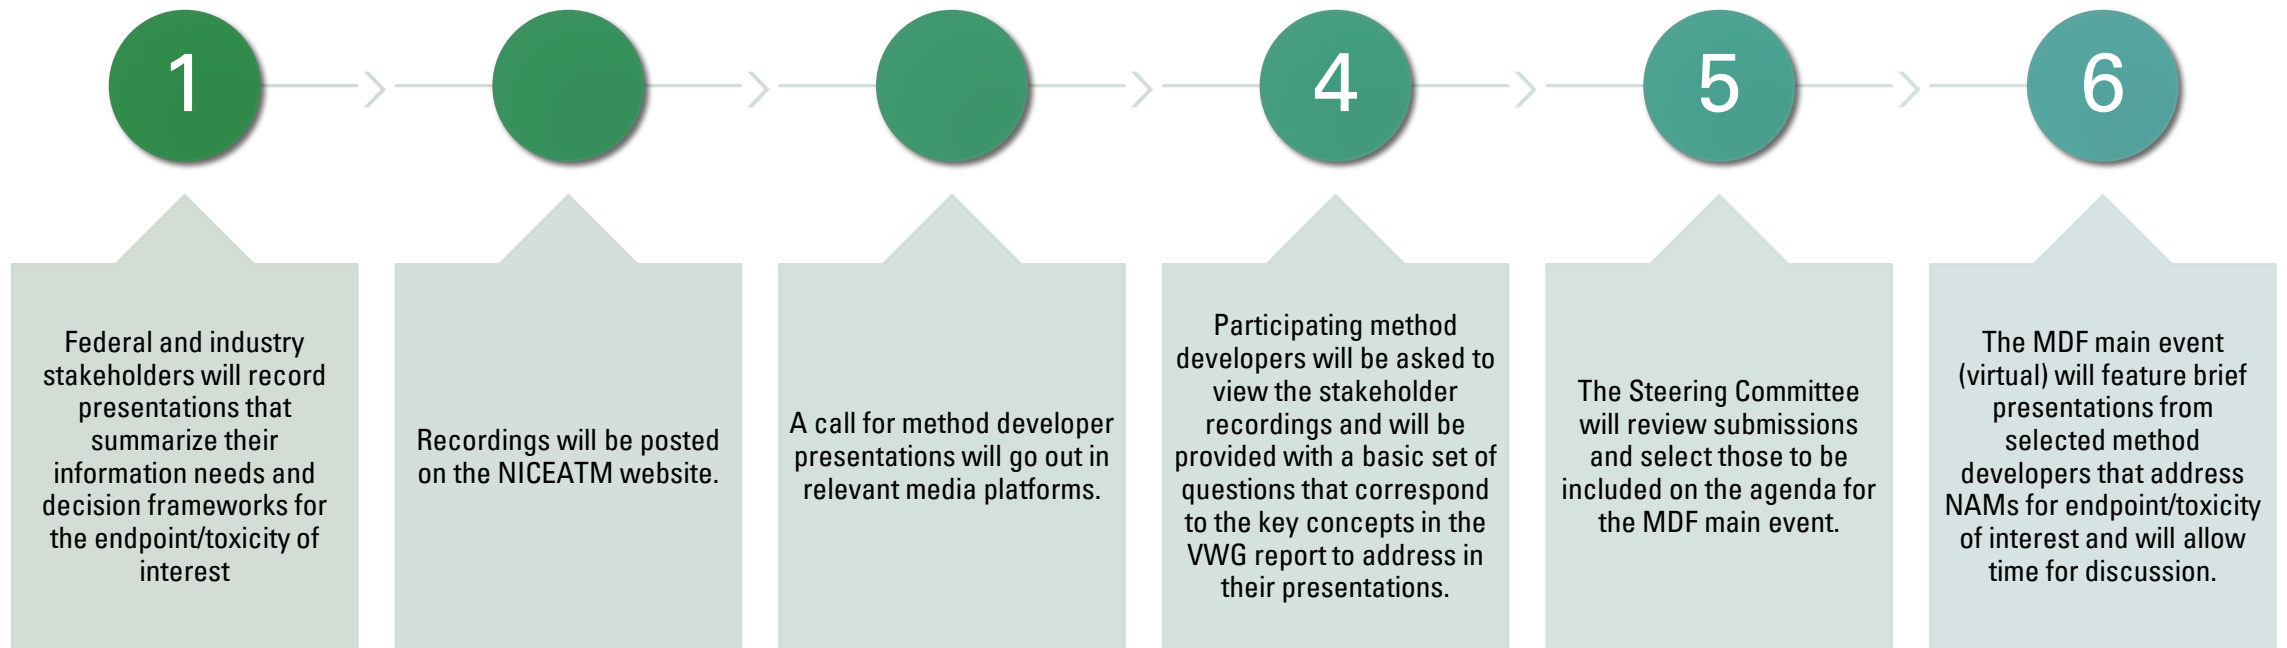 1
4
5
6
Federal and industry
stakeholders will record
presentations that
summarize their
information needs and
decision frameworks for
the endpoint/toxicity of
interest
Recordings will be posted
on the NICEATM website.
A call for method developer
presentations will go out in
relevant media platforms.
Participating method
developers will be asked to
view the stakeholder
recordings and will be
provided with a basic set of
questions that correspond
to the key concepts in the
VWG report to address in
their presentations.
The Steering Committee
will review submissions
and select those to be
included on the agenda for
the MDF main event.
The MDF main event
(virtual) will feature brief
presentations from
selected method
developers that address
NAMs for endpoint/toxicity
of interest and will allow
time for discussion.